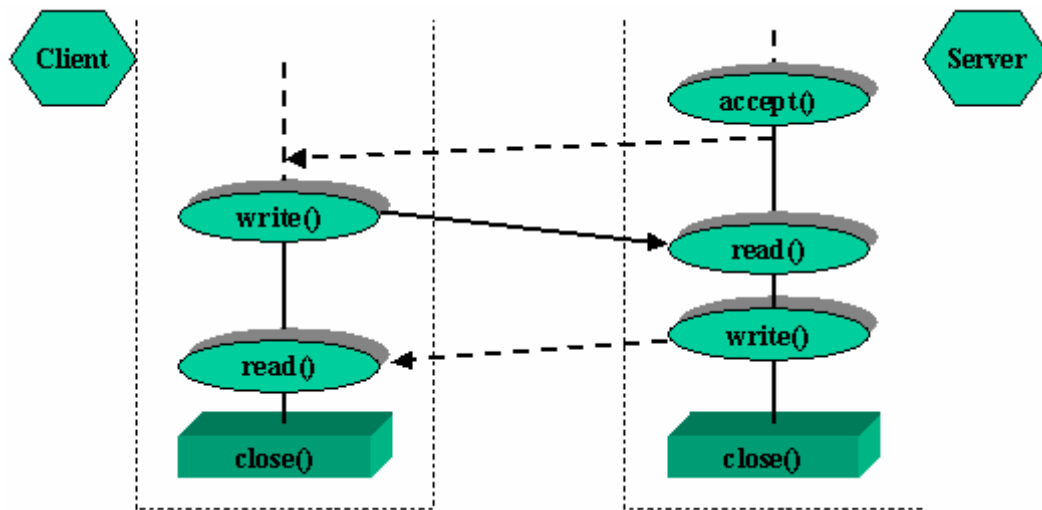 Client
Server
accept()
write()
read()
write()
read()
close()
close()